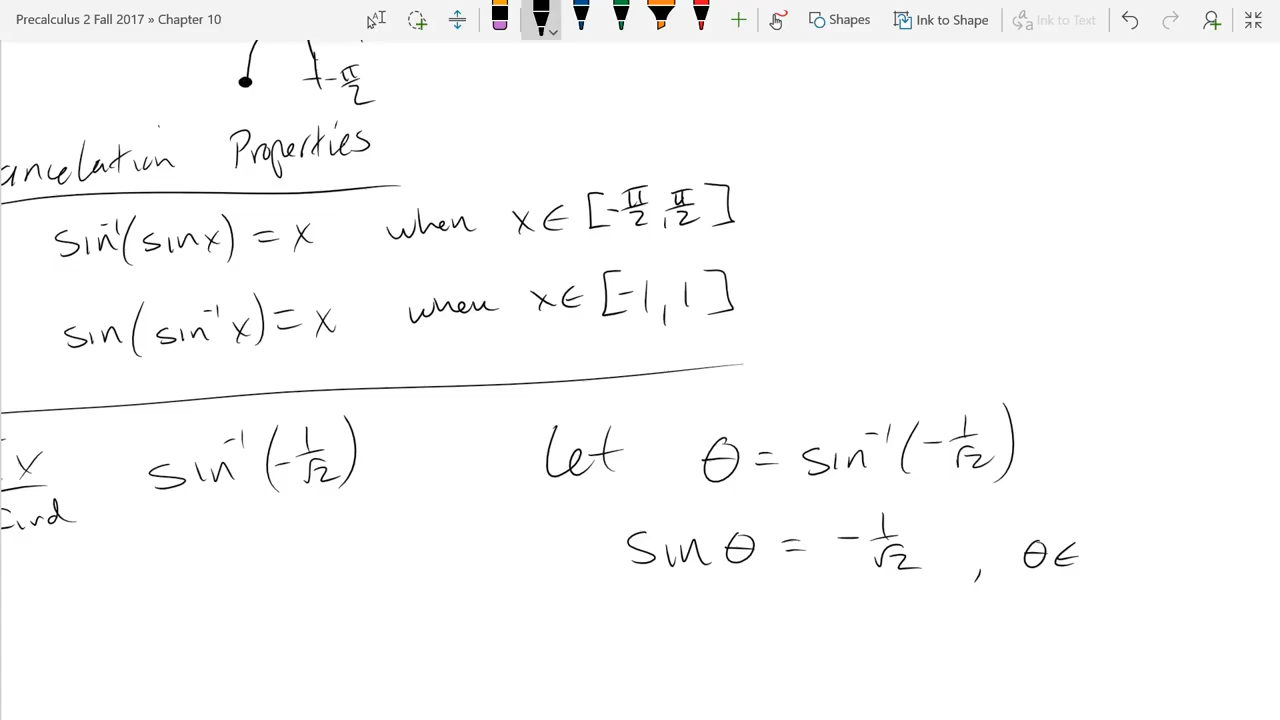 Precalculus 2 Fall 2017 » Chapter 10
Shapes
Ink to Shape
Ink to Text
-π/2
ancelation Properties
sin⁻¹(sin x) = x when x ∈ [-π/2, π/2]
sin(sin⁻¹ x) = x when x ∈ [-1, 1]
x sin⁻¹(-1/√2) Let θ = sin⁻¹(-1/√2)
ind
sin θ = -1/√2 , θ ∈